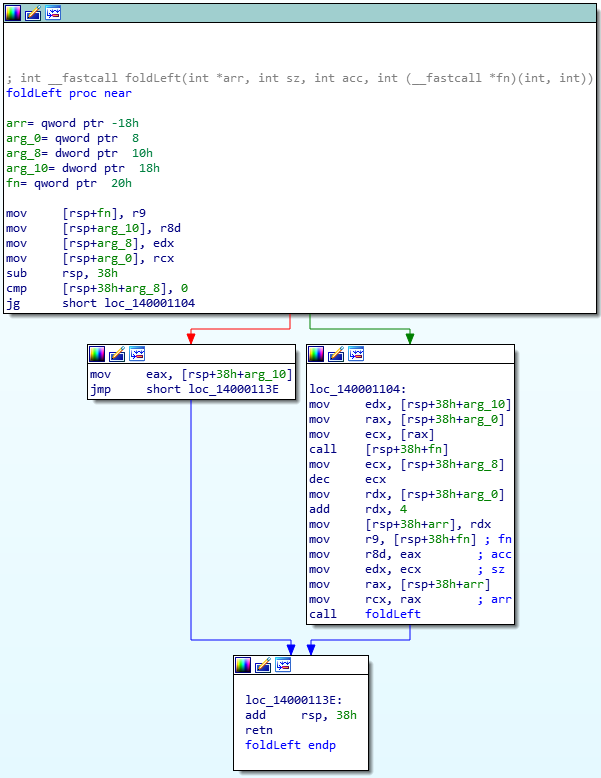 ; int __fastcall foldLeft(int *arr, int sz, int acc, int (__fastcall *fn)(int, int))
foldLeft proc near
arr= qword ptr -18h
arg_0= qword ptr  8
arg_8= dword ptr  10h
arg_10= dword ptr  18h
fn= qword ptr  20h
mov     [rsp+fn], r9
mov     [rsp+arg_10], r8d
mov     [rsp+arg_8], edx
mov     [rsp+arg_0], rcx
sub     rsp, 38h
cmp     [rsp+38h+arg_8], 0
jg      short loc_140001104
mov     eax, [rsp+38h+arg_10]
jmp     short loc_14000113E
loc_140001104:
mov     edx, [rsp+38h+arg_10]
mov     rax, [rsp+38h+arg_0]
mov     ecx, [rax]
call    [rsp+38h+fn]
mov     ecx, [rsp+38h+arg_8]
dec     ecx
mov     rdx, [rsp+38h+arg_0]
add     rdx, 4
mov     [rsp+38h+arr], rdx
mov     r9, [rsp+38h+fn] ; fn
mov     r8d, eax        ; acc
mov     edx, ecx        ; sz
mov     rax, [rsp+38h+arr]
mov     rcx, rax        ; arr
call    foldLeft
loc_14000113E:
add     rsp, 38h
retn
foldLeft endp